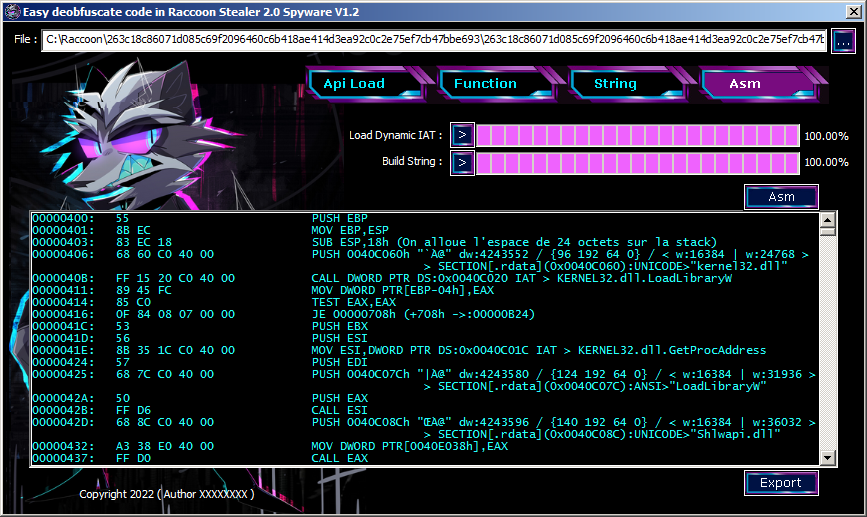 Easy deobfuscate code in Raccoon Stealer 2.0 Spyware V1.2
File : C:\Raccoon\263c18c86071d085c69f2096460c6b418ae414d3ea92c0c2e75ef7cb47bbe693\263c18c86071d085c69f2096460c6b418ae414d3ea92c0c2e75ef7cb47b ...
Api Load Function String Asm
Load Dynamic IAT : > 100.00%
Build String : > 100.00%
Asm
00000400: 55 PUSH EBP
00000401: 8B EC MOV EBP,ESP
00000403: 83 EC 18 SUB ESP,18h (On alloue l'espace de 24 octets sur la stack)
00000406: 68 60 C0 40 00 PUSH 0040C060h "`À@" dw:4243552 / {96 192 64 0} / < w:16384 | w:24768 >
> SECTION[.rdata](0x0040C060):UNICODE>"kernel32.dll"
0000040B: FF 15 20 C0 40 00 CALL DWORD PTR DS:0x0040C020 IAT > KERNEL32.dll.LoadLibraryW
00000411: 89 45 FC MOV DWORD PTR[EBP-04h],EAX
00000414: 85 C0 TEST EAX,EAX
00000416: 0F 84 08 07 00 00 JE 00000708h (+708h ->:00000B24)
0000041C: 53 PUSH EBX
0000041D: 56 PUSH ESI
0000041E: 8B 35 1C C0 40 00 MOV ESI,DWORD PTR DS:0x0040C01C IAT > KERNEL32.dll.GetProcAddress
00000424: 57 PUSH EDI
00000425: 68 7C C0 40 00 PUSH 0040C07Ch "|À@" dw:4243580 / {124 192 64 0} / < w:16384 | w:31936 >
> SECTION[.rdata](0x0040C07C):ANSI>"LoadLibraryW"
0000042A: 50 PUSH EAX
0000042B: FF D6 CALL ESI
0000042D: 68 8C C0 40 00 PUSH 0040C08Ch "ŒÀ@" dw:4243596 / {140 192 64 0} / < w:16384 | w:36032 >
> SECTION[.rdata](0x0040C08C):UNICODE>"Shlwapi.dll"
00000432: A3 38 E0 40 00 MOV DWORD PTR[0040E038h],EAX
00000437: FF D0 CALL EAX
Export
Copyright 2022 ( Author XXXXXXXX )